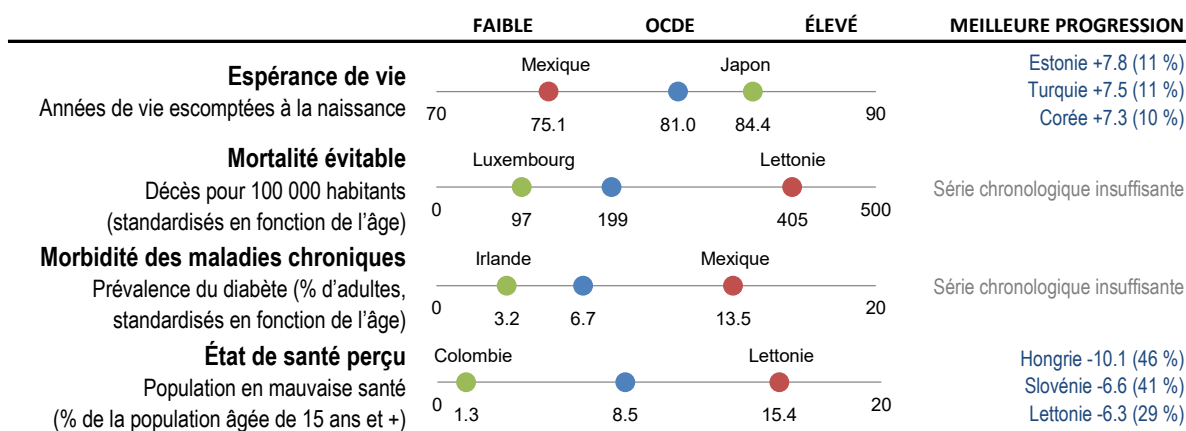 FAIBLE OCDE ÉLEVÉ MEILLEURE PROGRESSION
Espérance de vie
Années de vie escomptées à la naissance
Mexique Japon
70 75.1 81.0 84.4 90
Estonie +7.8 (11 %)
Turquie +7.5 (11 %)
Corée +7.3 (10 %)
Mortalité évitable
Décès pour 100 000 habitants
(standardisés en fonction de l’âge)
Luxembourg Lettonie
0 97 199 405 500
Série chronologique insuffisante
Morbidité des maladies chroniques
Prévalence du diabète (% d’adultes,
standardisés en fonction de l’âge)
Irlande Mexique
0 3.2 6.7 13.5 20
Série chronologique insuffisante
État de santé perçu
Population en mauvaise santé
(% de la population âgée de 15 ans et +)
Colombie Lettonie
0 1.3 8.5 15.4 20
Hongrie -10.1 (46 %)
Slovénie -6.6 (41 %)
Lettonie -6.3 (29 %)